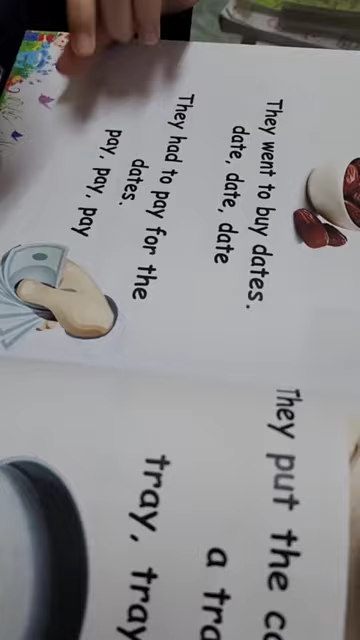 They went to buy dates.
date, date, date
They had to pay for the
dates.
pay, pay, pay
They put the
a
tray, tray